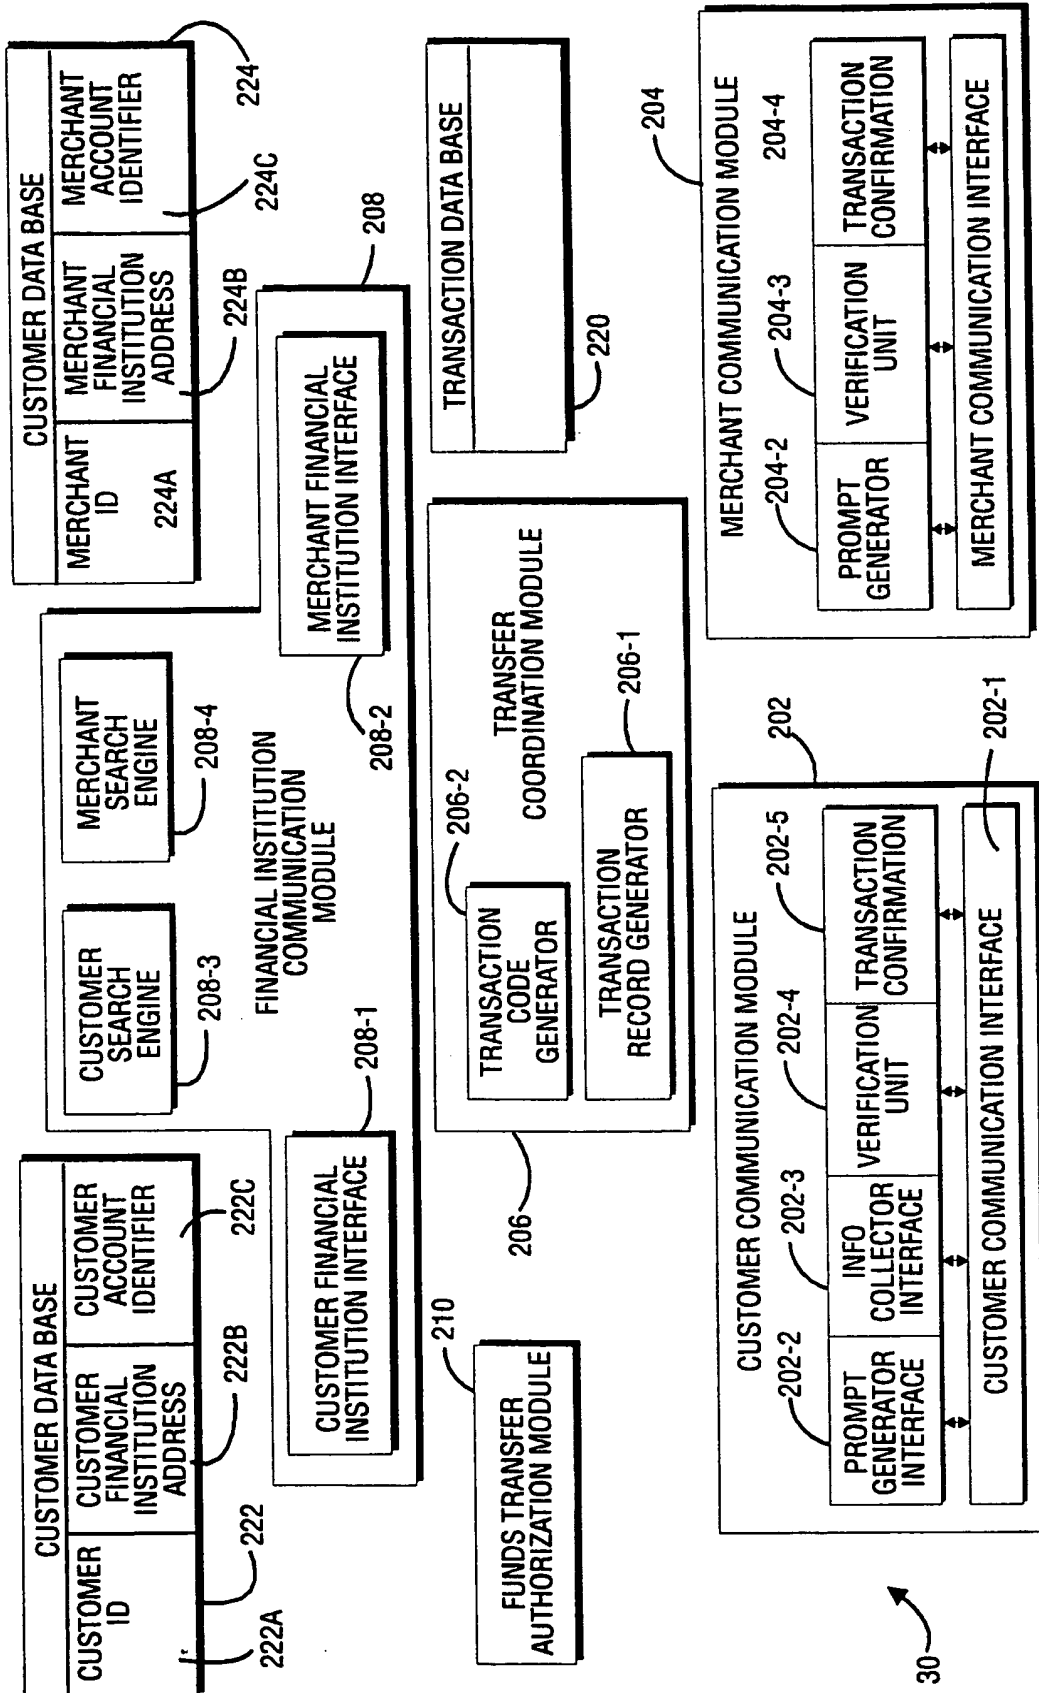 CUSTOMER DATA BASE
CUSTOMER
ID
CUSTOMER
FINANCIAL
INSTITUTION
ADDRESS
CUSTOMER
ACCOUNT
IDENTIFIER
222A
222
222B
222C
CUSTOMER
SEARCH
ENGINE
208-3
MERCHANT
SEARCH
ENGINE
208-4
CUSTOMER DATA BASE
MERCHANT
ID
MERCHANT
FINANCIAL
INSTITUTION
ADDRESS
MERCHANT
ACCOUNT
IDENTIFIER
224A
224B
224C
224
FINANCIAL INSTITUTION
COMMUNICATION
MODULE
CUSTOMER FINANCIAL
INSTITUTION INTERFACE
208-1
MERCHANT FINANCIAL
INSTITUTION INTERFACE
208-2
208
FUNDS TRANSFER
AUTHORIZATION MODULE
210
TRANSACTION
CODE
GENERATOR
206-2
TRANSFER
COORDINATION MODULE
TRANSACTION
RECORD GENERATOR
206-1
206
TRANSACTION DATA BASE
220
CUSTOMER COMMUNICATION MODULE
202
202-2
202-3
202-4
202-5
PROMPT
GENERATOR
INTERFACE
INFO
COLLECTOR
INTERFACE
VERIFICATION
UNIT
TRANSACTION
CONFIRMATION
CUSTOMER COMMUNICATION INTERFACE
202-1
MERCHANT COMMUNICATION MODULE
204
204-2
204-3
204-4
PROMPT
GENERATOR
VERIFICATION
UNIT
TRANSACTION
CONFIRMATION
MERCHANT COMMUNICATION INTERFACE
30